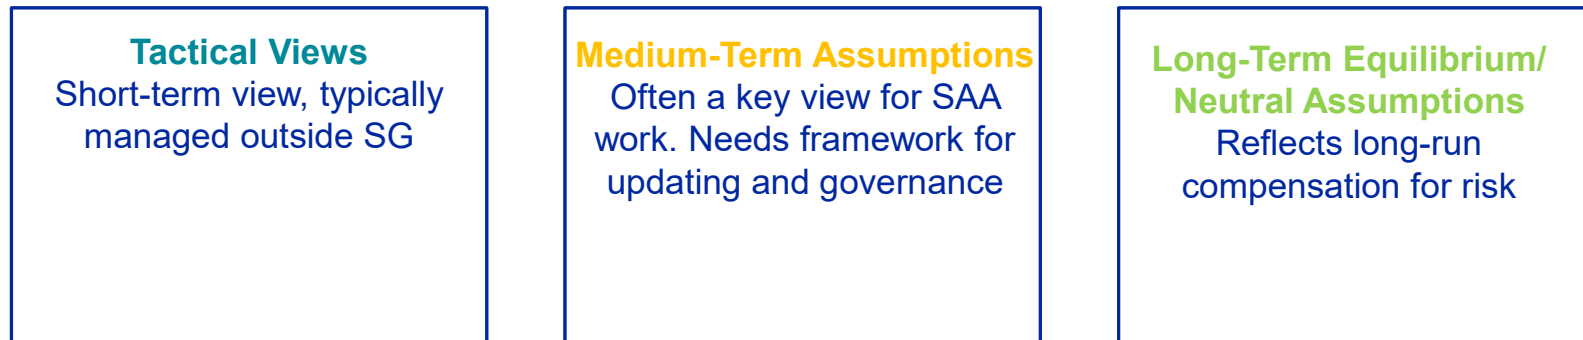 Tactical Views
Short-term view, typically
managed outside SG
Medium-Term Assumptions
Often a key view for SAA
work. Needs framework for
updating and governance
Long-Term Equilibrium/
Neutral Assumptions
Reflects long-run
compensation for risk